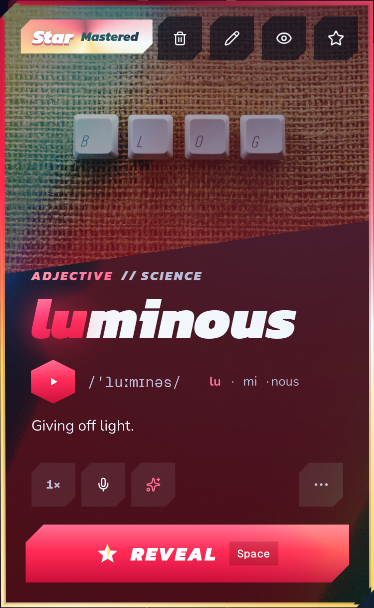 Star Mastered
B L O G
ADJECTIVE // SCIENCE
luminous
/ˈluːmɪnəs/ lu · mi · nous
Giving off light.
1×
REVEAL Space